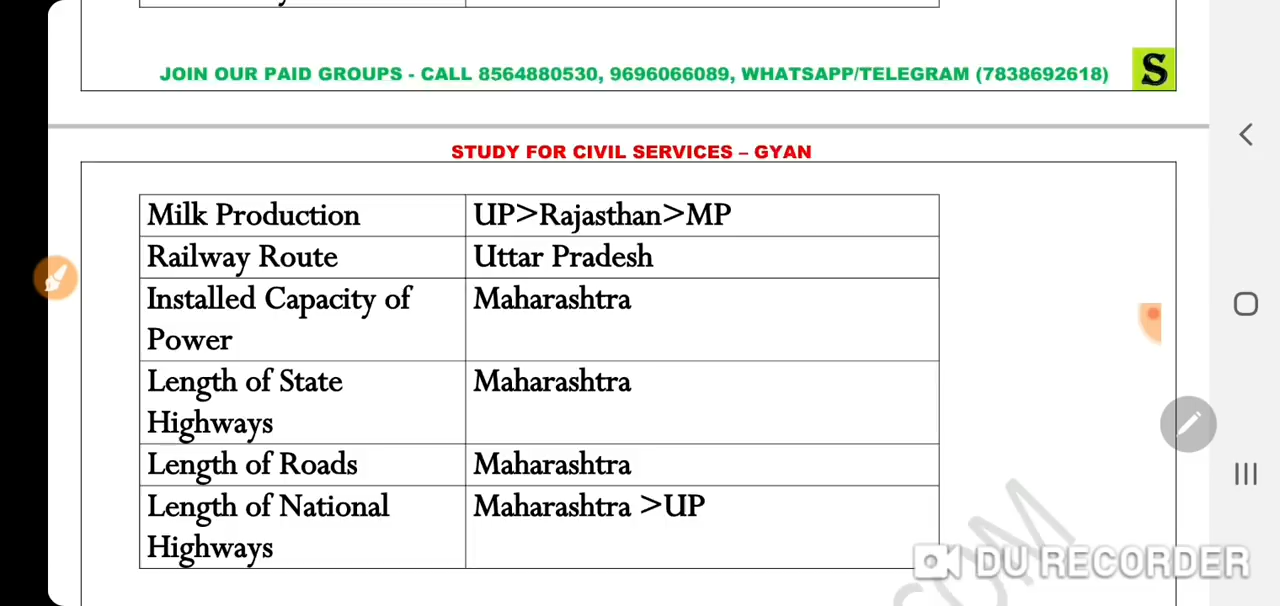 JOIN OUR PAID GROUPS - CALL 8564880530, 9696066089, WHATSAPP/TELEGRAM (7838692618)
S
STUDY FOR CIVIL SERVICES – GYAN
Milk Production UP>Rajasthan>MP
Railway Route Uttar Pradesh
Installed Capacity of Maharashtra
Power
Length of State Maharashtra
Highways
Length of Roads Maharashtra
Length of National Maharashtra >UP
Highways
DU RECORDER